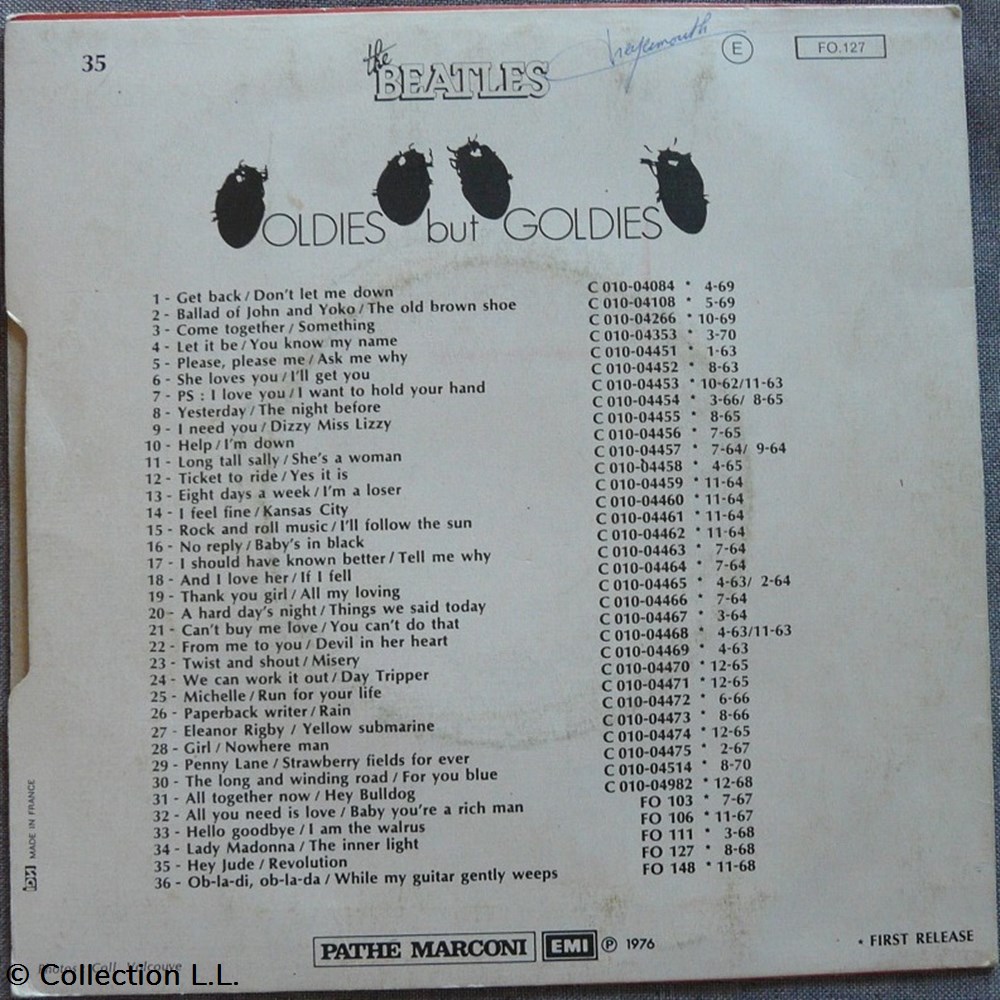 35
the BEATLES
E
FO.127
OLDIES but GOLDIES
1 - Get back / Don't let me down C 010-04084 * 4-69
2 - Ballad of John and Yoko / The old brown shoe C 010-04108 * 5-69
3 - Come together / Something C 010-04266 * 10-69
4 - Let it be / You know my name C 010-04353 * 3-70
5 - Please, please me / Ask me why C 010-04451 * 1-63
6 - She loves you / I'll get you C 010-04452 * 8-63
7 - PS : I love you / I want to hold your hand C 010-04453 * 10-62/11-63
8 - Yesterday / The night before C 010-04454 * 3-66/ 8-65
9 - I need you / Dizzy Miss Lizzy C 010-04455 * 8-65
10 - Help / I'm down C 010-04456 * 7-65
11 - Long tall sally / She's a woman C 010-04457 * 7-64/ 9-64
12 - Ticket to ride / Yes it is C 010-04458 * 4-65
13 - Eight days a week / I'm a loser C 010-04459 * 11-64
14 - I feel fine / Kansas City C 010-04460 * 11-64
15 - Rock and roll music / I'll follow the sun C 010-04461 * 11-64
16 - No reply / Baby's in black C 010-04462 * 11-64
17 - I should have known better / Tell me why C 010-04463 * 7-64
18 - And I love her / If I fell C 010-04464 * 7-64
19 - Thank you girl / All my loving C 010-04465 * 4-63/ 2-64
20 - A hard day's night / Things we said today C 010-04466 * 7-64
21 - Can't buy me love / You can't do that C 010-04467 * 3-64
22 - From me to you / Devil in her heart C 010-04468 * 4-63/11-63
23 - Twist and shout / Misery C 010-04469 * 4-63
24 - We can work it out / Day Tripper C 010-04470 * 12-65
25 - Michelle / Run for your life C 010-04471 * 12-65
26 - Paperback writer / Rain C 010-04472 * 6-66
27 - Eleanor Rigby / Yellow submarine C 010-04473 * 8-66
28 - Girl / Nowhere man C 010-04474 * 12-65
29 - Penny Lane / Strawberry fields for ever C 010-04475 * 2-67
30 - The long and winding road / For you blue C 010-04514 * 8-70
31 - All together now / Hey Bulldog C 010-04982 * 12-68
32 - All you need is love / Baby you're a rich man FO 103 * 7-67
33 - Hello goodbye / I am the walrus FO 106 * 11-67
34 - Lady Madonna / The inner light FO 111 * 3-68
35 - Hey Jude / Revolution FO 127 * 8-68
36 - Ob-la-di, ob-la-da / While my guitar gently weeps FO 148 * 11-68
MADE IN FRANCE
PATHE MARCONI EMI ℗ 1976
* FIRST RELEASE
© Collection L.L.